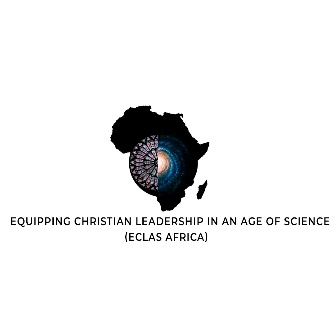 EQUIPPING CHRISTIAN LEADERSHIP IN AN AGE OF SCIENCE
(ECLAS AFRICA)